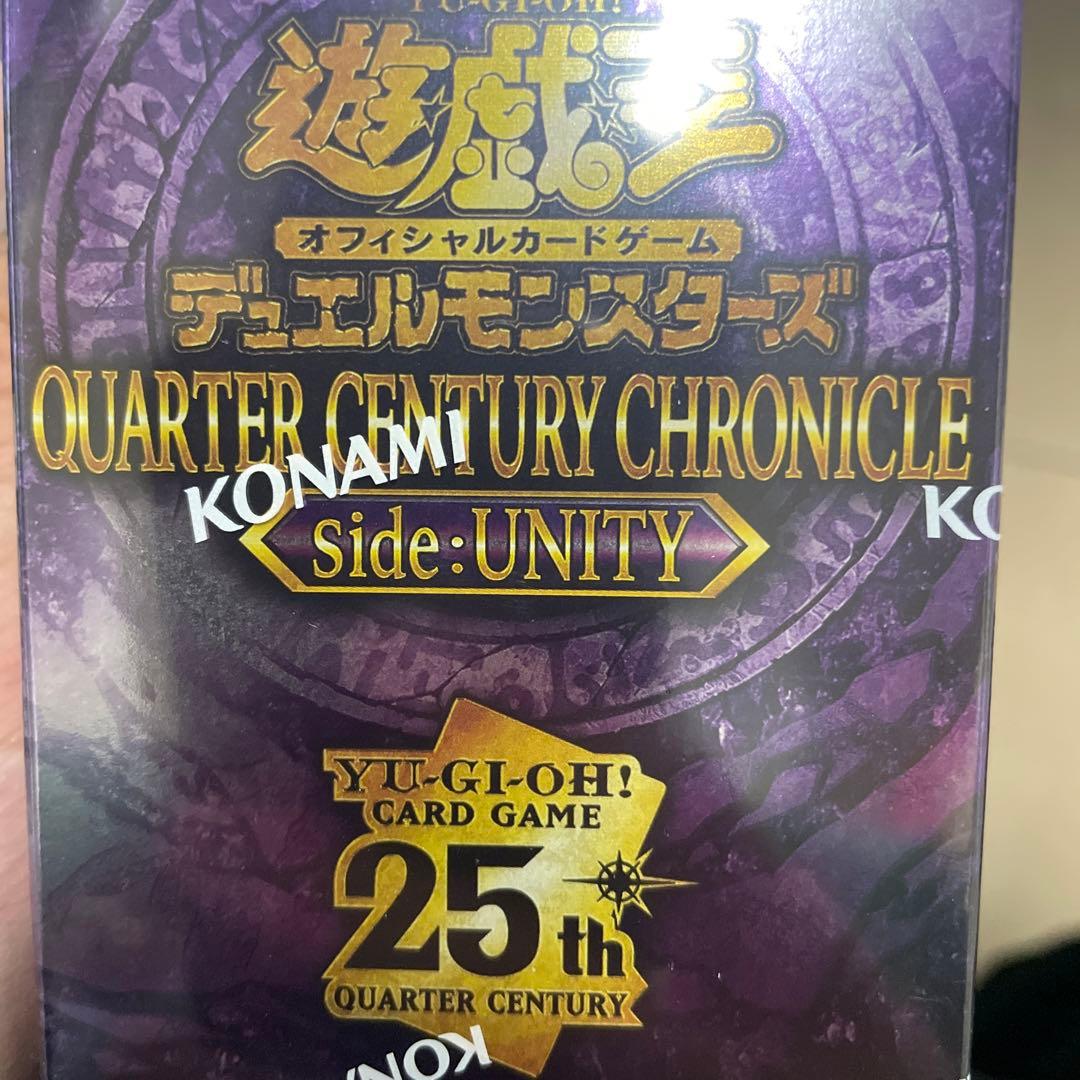 YU-GI-OH!
遊戯王
オフィシャルカードゲーム
デュエルモンスターズ
QUARTER CENTURY CHRONICLE
KONAMI
side:UNITY
YU-GI-OH!
CARD GAME
25th
QUARTER CENTURY